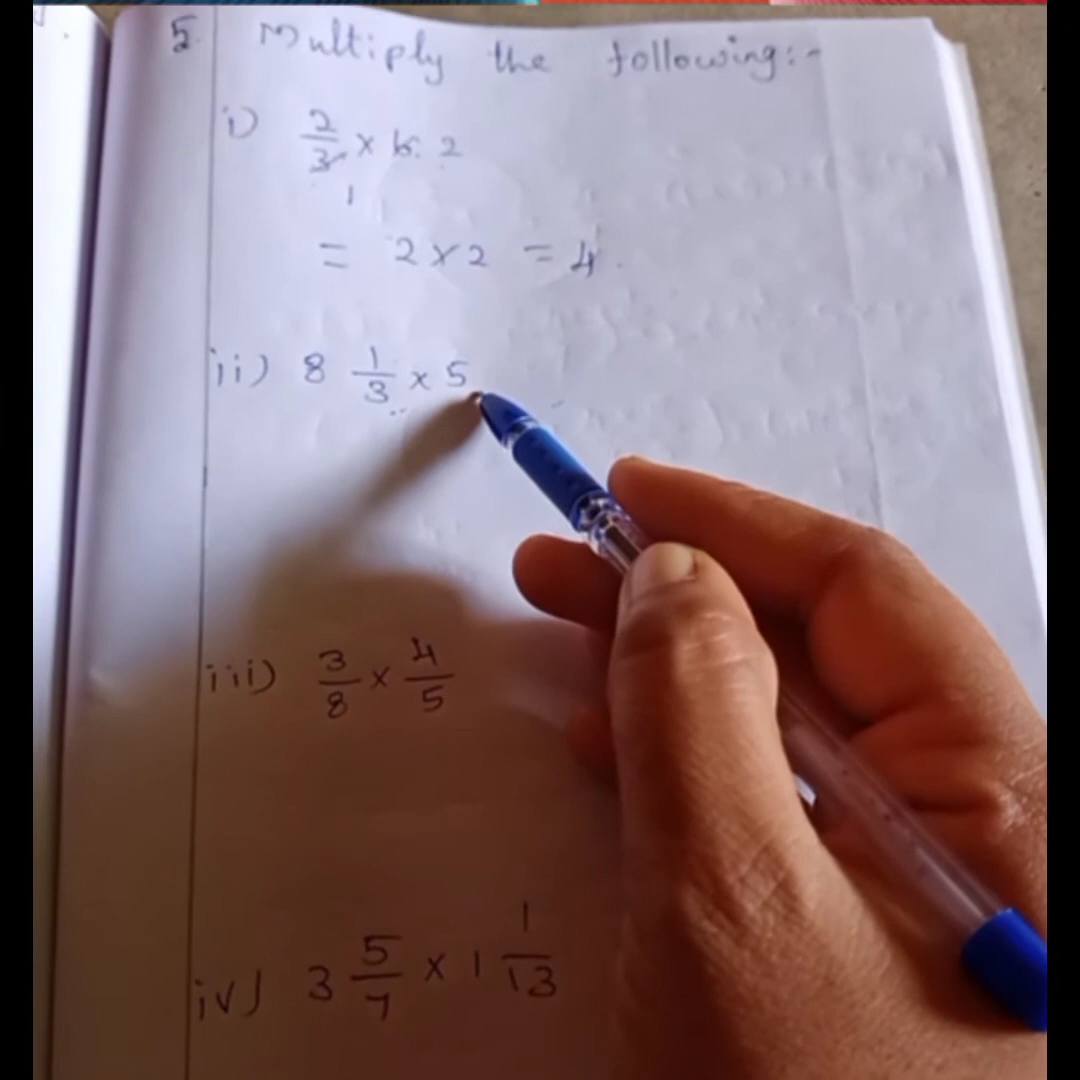 5. Multiply the following:-
i) 2/3 × 6 2
1
= 2×2 = 4.
ii) 8 1/3 × 5
iii) 3/8 × 4/5
iv) 3 5/7 × 1 1/13